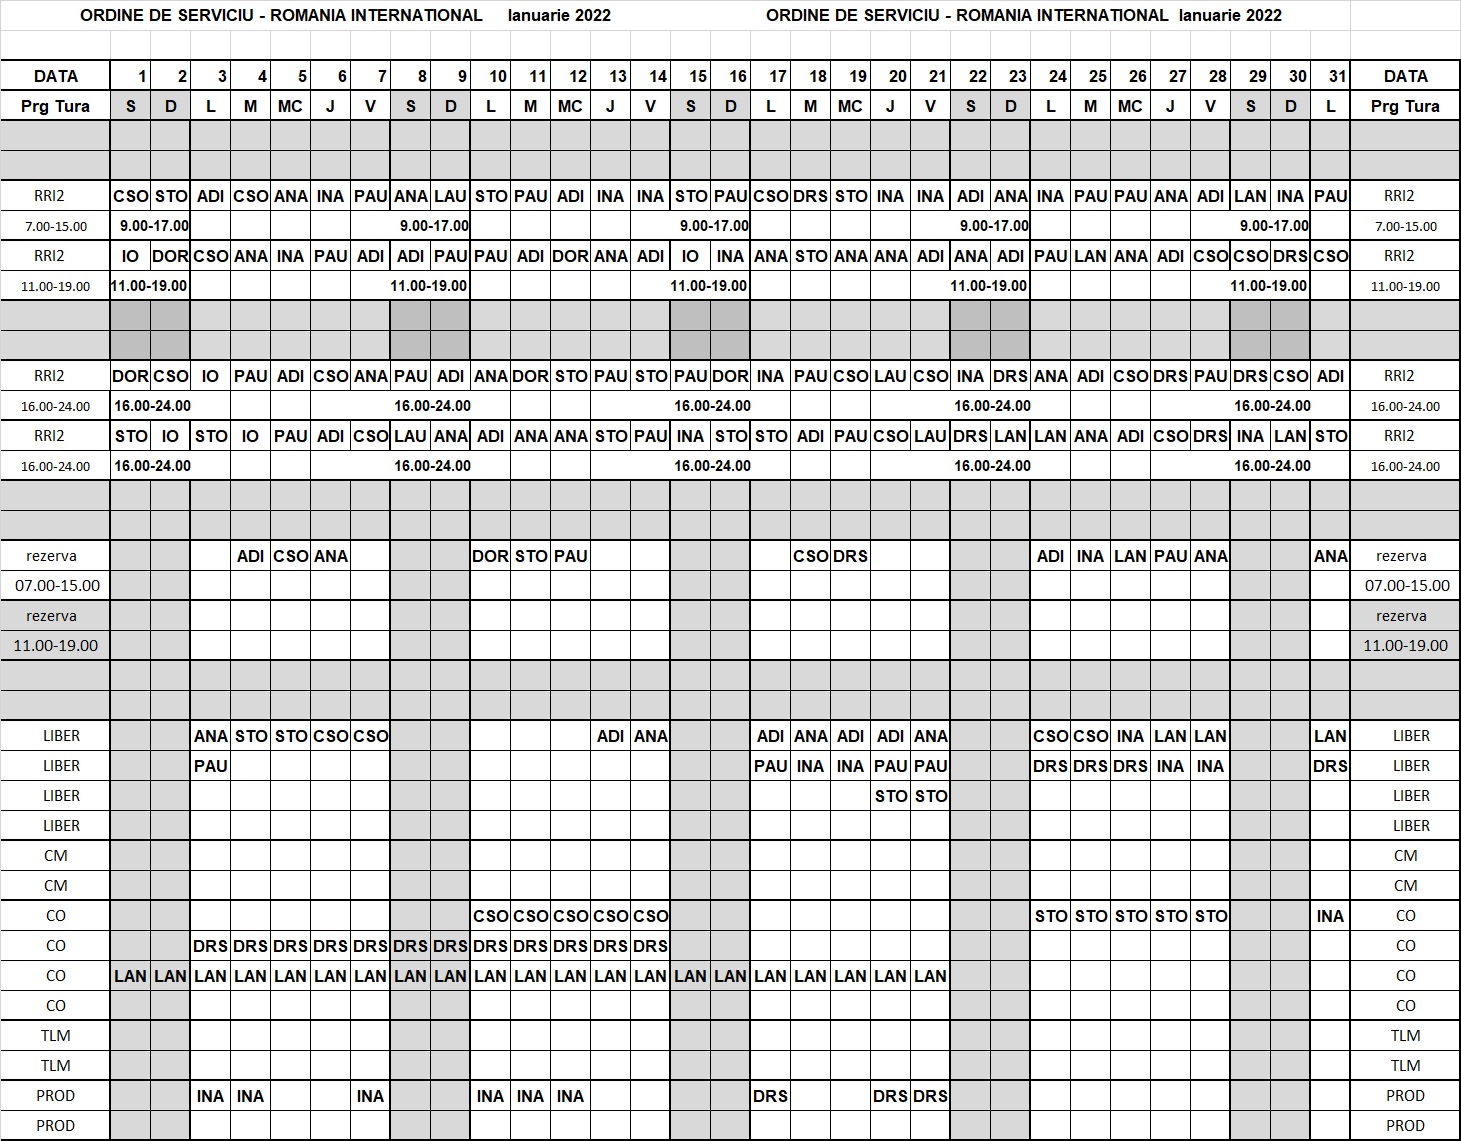 ORDINE DE SERVICIU - ROMANIA INTERNATIONAL Ianuarie 2022 ORDINE DE SERVICIU - ROMANIA INTERNATIONAL Ianuarie 2022
DATA 1 2 3 4 5 6 7 8 9 10 11 12 13 14 15 16 17 18 19 20 21 22 23 24 25 26 27 28 29 30 31 DATA
Prg Tura S D L M MC J V S D L M MC J V S D L M MC J V S D L M MC J V S D L Prg Tura
RRI2 CSO STO ADI CSO ANA INA PAU ANA LAU STO PAU ADI INA INA STO PAU CSO DRS STO INA INA ADI ANA INA PAU PAU ANA ADI LAN INA PAU RRI2
7.00-15.00 9.00-17.00 9.00-17.00 9.00-17.00 9.00-17.00 9.00-17.00 7.00-15.00
RRI2 IO DOR CSO ANA INA PAU ADI ADI PAU PAU ADI DOR ANA ADI IO INA ANA STO ANA ANA ADI ANA ADI PAU LAN ANA ADI CSO CSO DRS CSO RRI2
11.00-19.00 11.00-19.00 11.00-19.00 11.00-19.00 11.00-19.00 11.00-19.00 11.00-19.00
RRI2 DOR CSO IO PAU ADI CSO ANA PAU ADI ANA DOR STO PAU STO PAU DOR INA PAU CSO LAU CSO INA DRS ANA ADI CSO DRS PAU DRS CSO ADI RRI2
16.00-24.00 16.00-24.00 16.00-24.00 16.00-24.00 16.00-24.00 16.00-24.00 16.00-24.00
RRI2 STO IO STO IO PAU ADI CSO LAU ANA ADI ANA ANA STO PAU INA STO STO ADI PAU CSO LAU DRS LAN LAN ANA ADI CSO DRS INA LAN STO RRI2
16.00-24.00 16.00-24.00 16.00-24.00 16.00-24.00 16.00-24.00 16.00-24.00 16.00-24.00
rezerva ADI CSO ANA DOR STO PAU CSO DRS ADI INA LAN PAU ANA ANA rezerva
07.00-15.00 07.00-15.00
rezerva rezerva
11.00-19.00 11.00-19.00
LIBER ANA STO STO CSO CSO ADI ANA ADI ANA ADI ADI ANA CSO CSO INA LAN LAN LAN LIBER
LIBER PAU PAU INA INA PAU PAU DRS DRS DRS INA INA DRS LIBER
LIBER STO STO LIBER
LIBER LIBER
CM CM
CM CM
CO CSO CSO CSO CSO CSO STO STO STO STO STO INA CO
CO DRS DRS DRS DRS DRS DRS DRS DRS DRS DRS DRS DRS CO
CO LAN LAN LAN LAN LAN LAN LAN LAN LAN LAN LAN LAN LAN LAN LAN LAN LAN LAN LAN LAN LAN CO
CO CO
TLM TLM
TLM TLM
PROD INA INA INA INA INA INA DRS DRS DRS PROD
PROD PROD